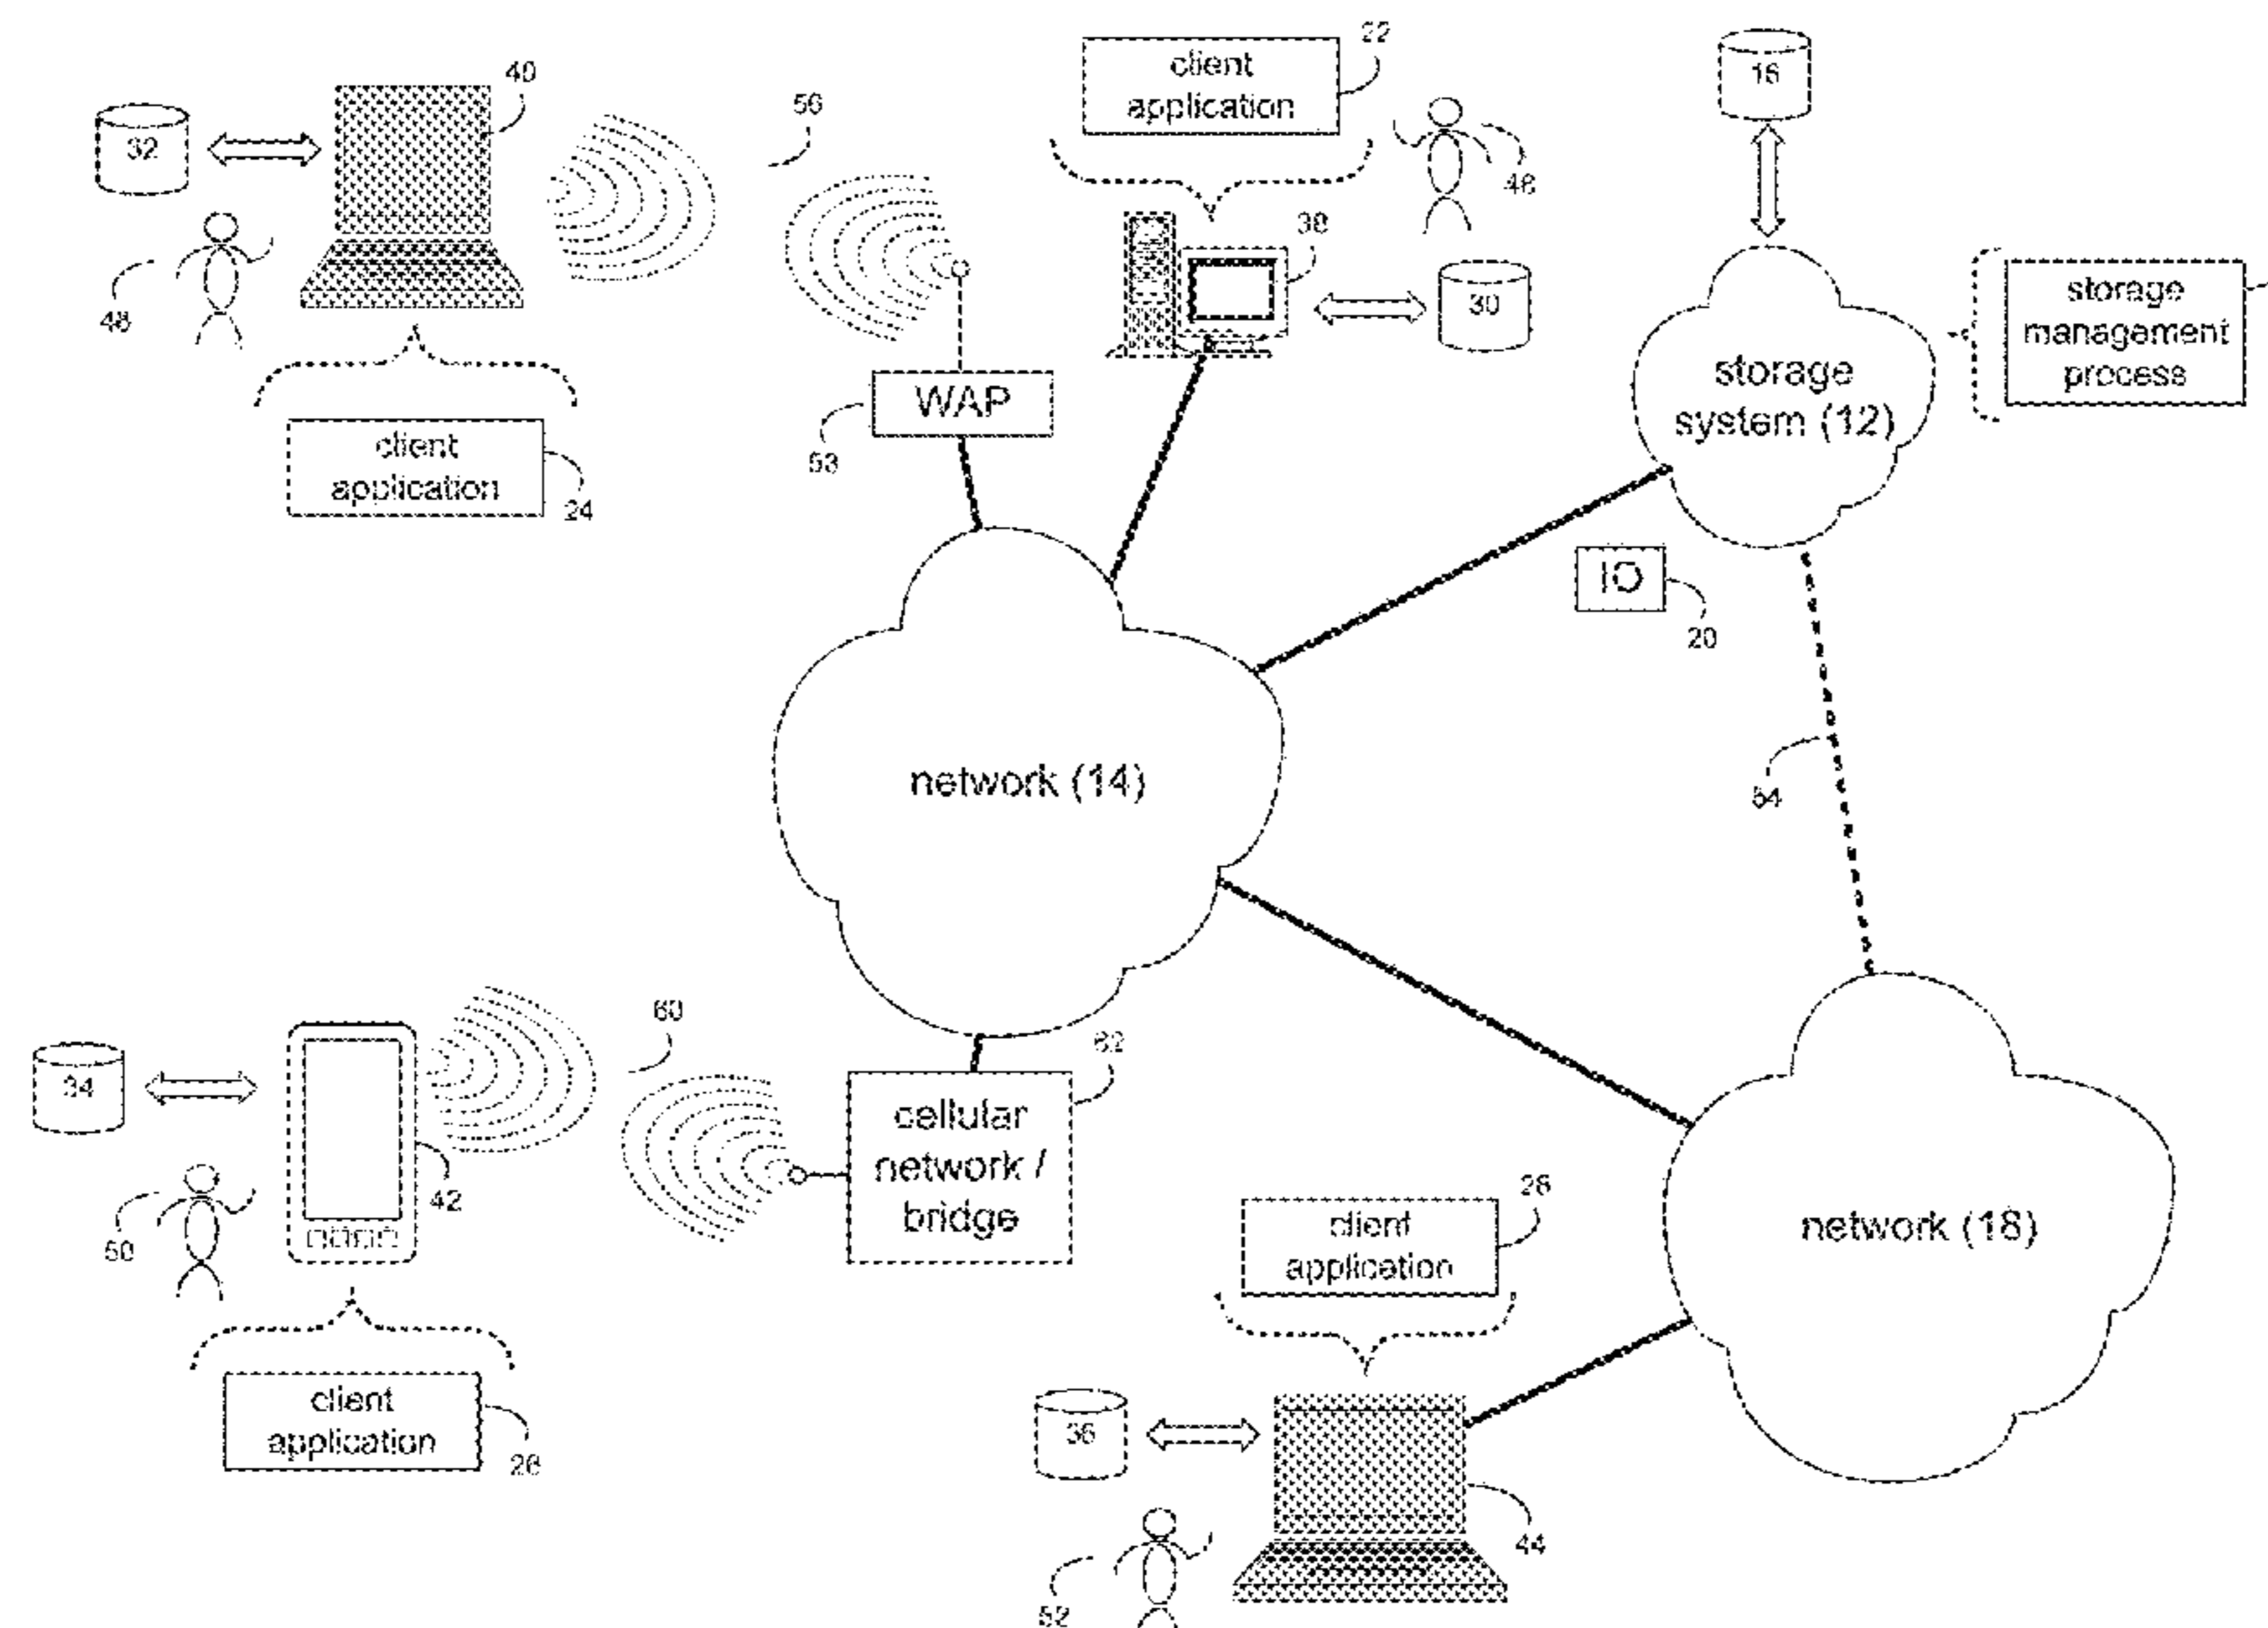 22
client
application
16
40
56
32
46
38
48
30
storage
management
process
storage
system (12)
WAP
client
application
58
24
IO
20
network (14)
54
60
62
34
cellular
network /
bridge
42
50
28
client
application
network (18)
client
application
26
36
44
52